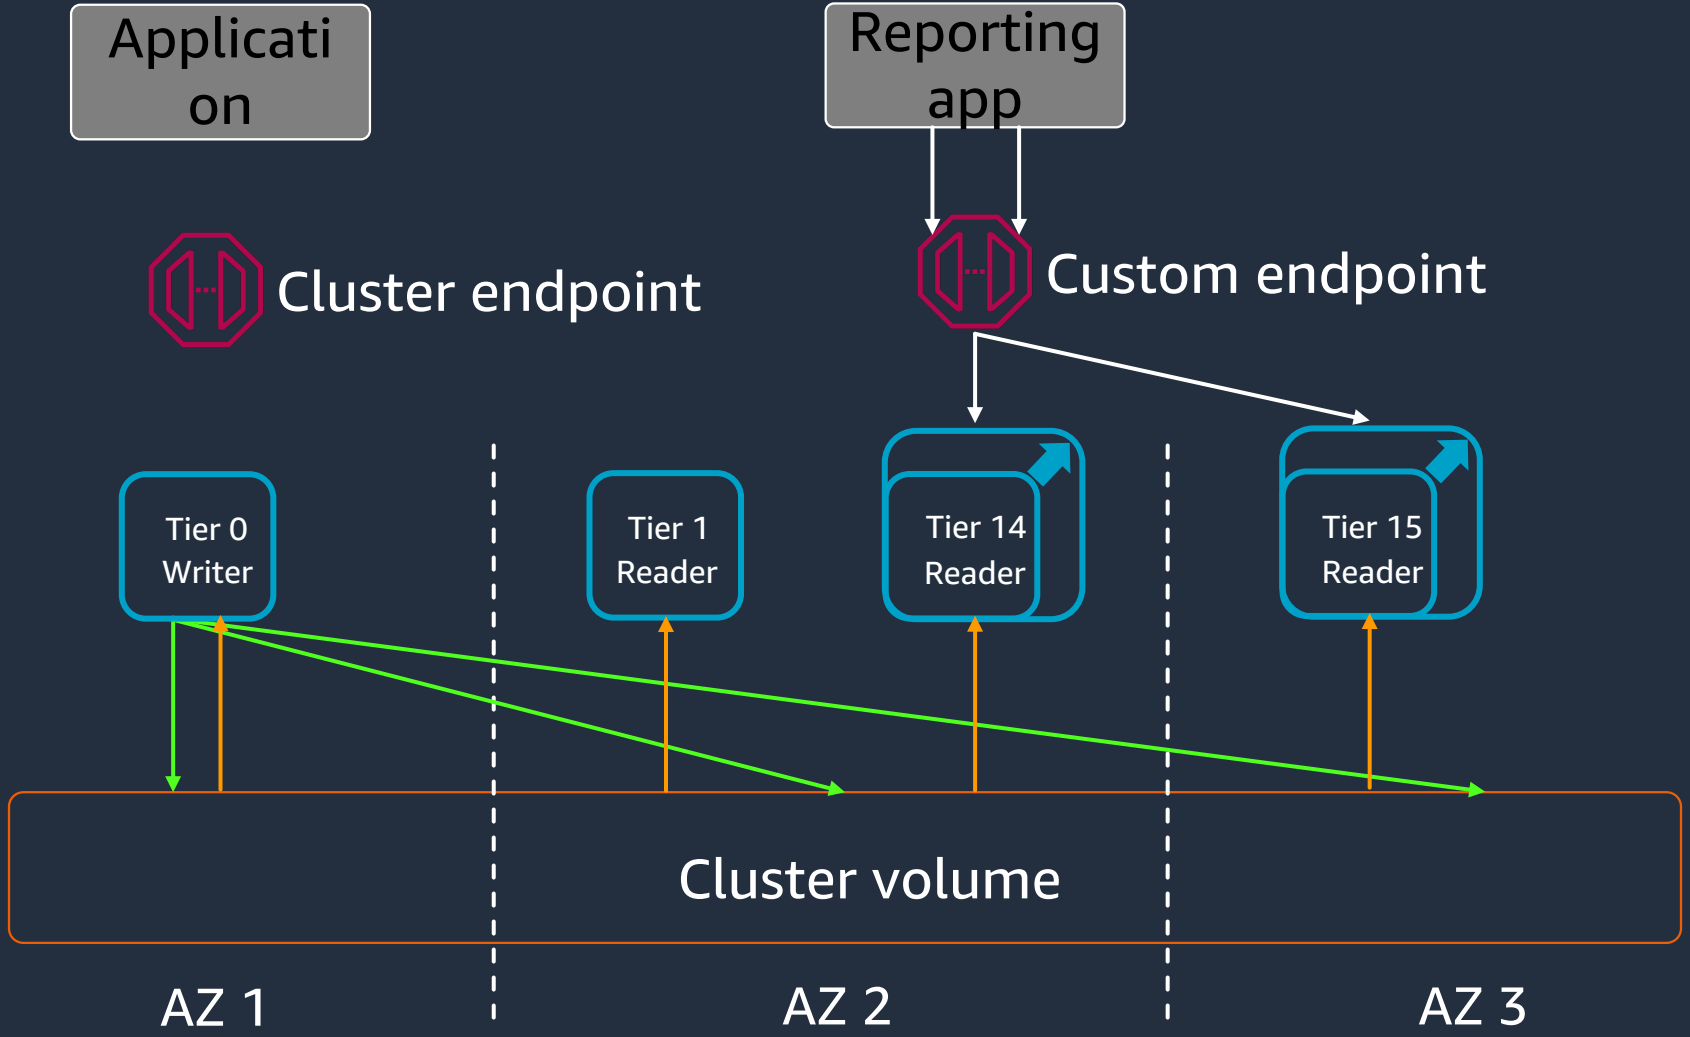 Applicati
on
Reporting
app
Cluster endpoint
Custom endpoint
Tier 0
Writer
Tier 1
Reader
Tier 14
Reader
Tier 15
Reader
Cluster volume
AZ 1
AZ 2
AZ 3